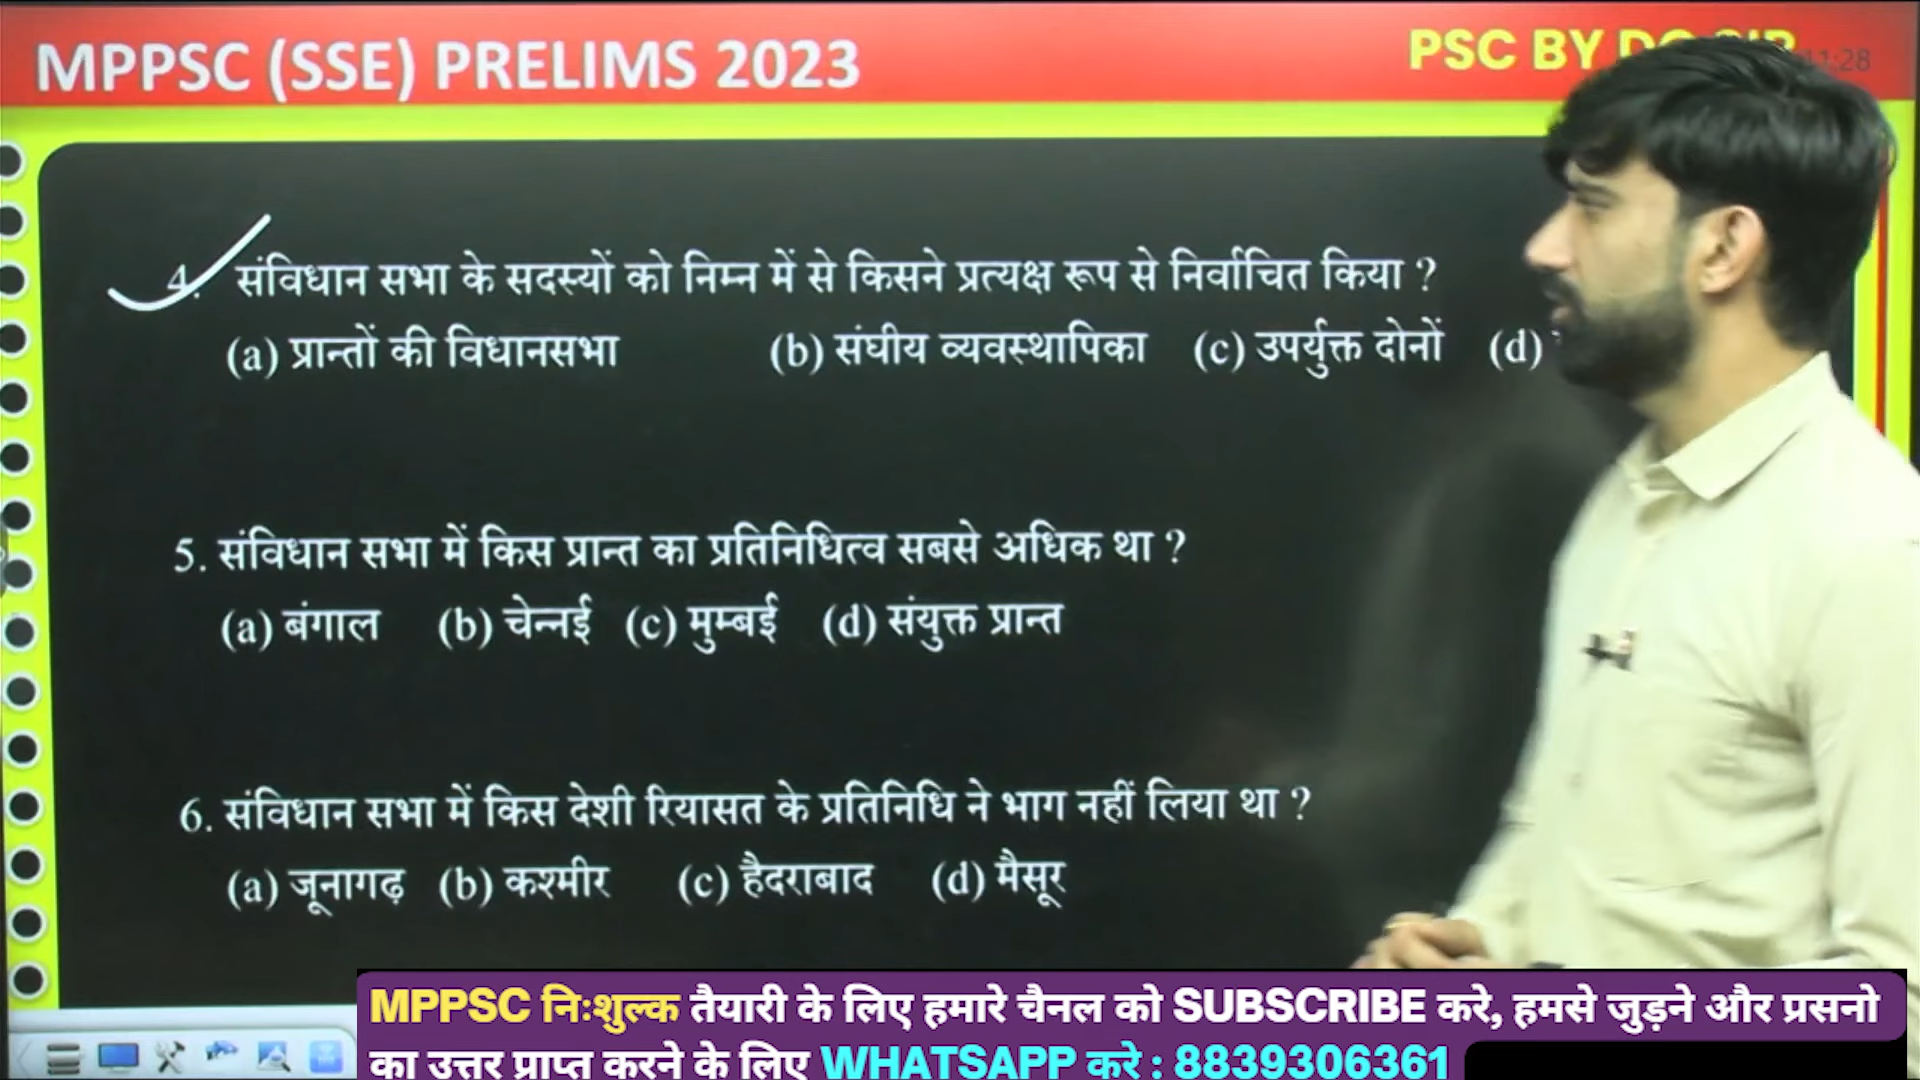 MPPSC (SSE) PRELIMS 2023
PSC BY
11:28
4. संविधान सभा के सदस्यों को निम्न में से किसने प्रत्यक्ष रूप से निर्वाचित किया ?
(a) प्रान्तों की विधानसभा (b) संघीय व्यवस्थापिका (c) उपर्युक्त दोनों (d)
5. संविधान सभा में किस प्रान्त का प्रतिनिधित्व सबसे अधिक था ?
(a) बंगाल (b) चेन्नई (c) मुम्बई (d) संयुक्त प्रान्त
6. संविधान सभा में किस देशी रियासत के प्रतिनिधि ने भाग नहीं लिया था ?
(a) जूनागढ़ (b) कश्मीर (c) हैदराबाद (d) मैसूर
MPPSC नि:शुल्क तैयारी के लिए हमारे चैनल को SUBSCRIBE करे, हमसे जुड़ने और प्रसनो
का उत्तर प्राप्त करने के लिए WHATSAPP करे : 8839306361